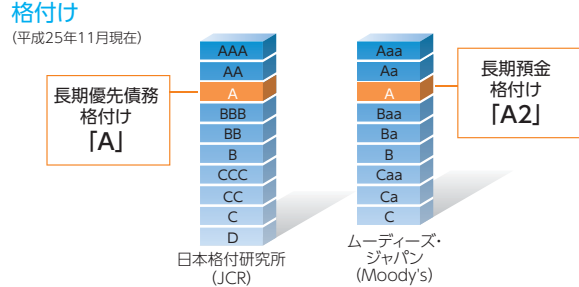 格付け
(平成25年11月現在)
長期優先債務
格付け
「A」
AAA
AA
A
BBB
BB
B
CCC
CC
C
D
日本格付研究所
(JCR)
Aaa
Aa
A
Baa
Ba
B
Caa
Ca
C
ムーディーズ・
ジャパン
(Moody's)
長期預金
格付け
「A2」